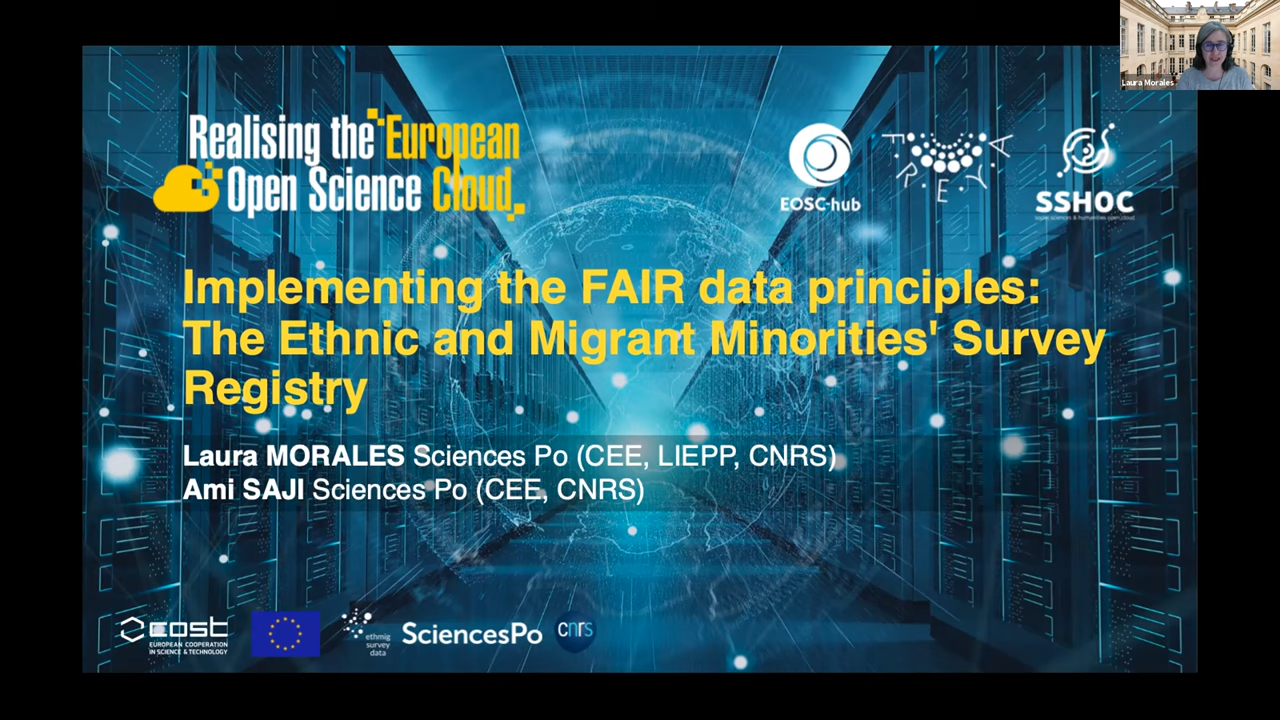 Laura Morales
Realising the European
Open Science Cloud
EOSC-hub
FREYA
SSHOC
social sciences & humanities open cloud
Implementing the FAIR data principles:
The Ethnic and Migrant Minorities' Survey
Registry
Laura MORALES Sciences Po (CEE, LIEPP, CNRS)
Ami SAJI Sciences Po (CEE, CNRS)
cost
EUROPEAN COOPERATION
IN SCIENCE & TECHNOLOGY
ethmig
survey
data
SciencesPo
cnrs